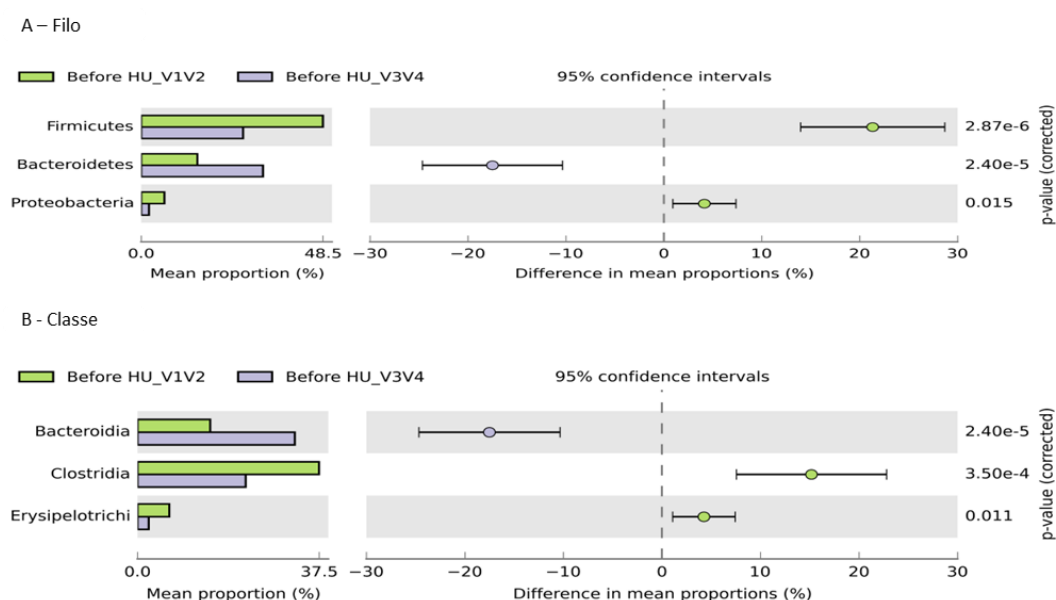 A – Filo
Before HU_V1V2 Before HU_V3V4 95% confidence intervals
Firmicutes 2.87e-6
Bacteroidetes 2.40e-5
Proteobacteria 0.015
p-value (corrected)
0.0 48.5 −30 −20 −10 0 10 20 30
Mean proportion (%) Difference in mean proportions (%)
B - Classe
Before HU_V1V2 Before HU_V3V4 95% confidence intervals
Bacteroidia 2.40e-5
Clostridia 3.50e-4
Erysipelotrichi 0.011
p-value (corrected)
0.0 37.5 −30 −20 −10 0 10 20 30
Mean proportion (%) Difference in mean proportions (%)